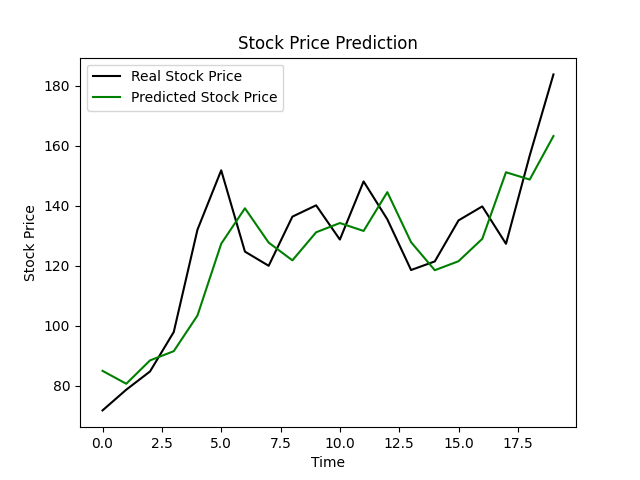 Stock Price Prediction
Real Stock Price
Predicted Stock Price
Stock Price
180
160
140
120
100
80
0.0 2.5 5.0 7.5 10.0 12.5 15.0 17.5
Time